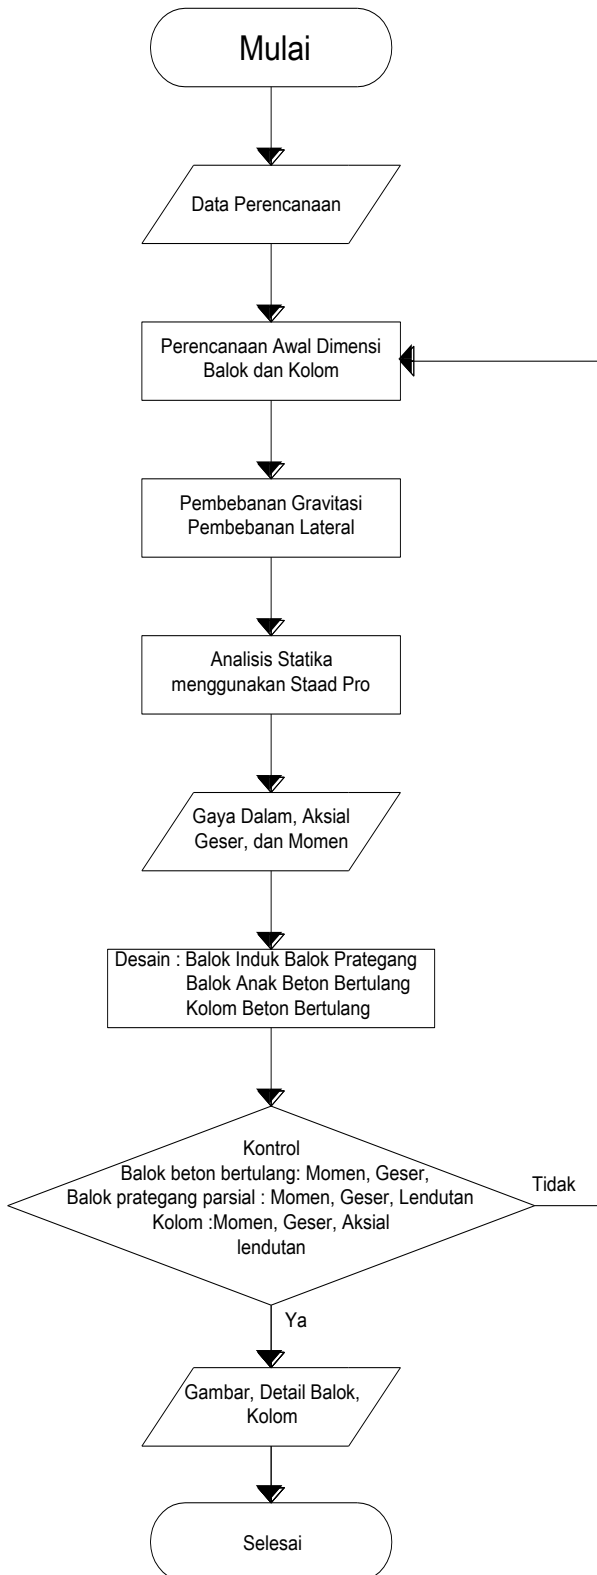 Mulai
Data Perencanaan
Perencanaan Awal Dimensi
Balok dan Kolom
Pembebanan Gravitasi
Pembebanan Lateral
Analisis Statika
menggunakan Staad Pro
Gaya Dalam, Aksial
Geser, dan Momen
Desain : Balok Induk Balok Prategang
Balok Anak Beton Bertulang
Kolom Beton Bertulang
Kontrol
Balok beton bertulang: Momen, Geser,
Balok prategang parsial : Momen, Geser, Lendutan
Kolom :Momen, Geser, Aksial
lendutan
Tidak
Ya
Gambar, Detail Balok,
Kolom
Selesai